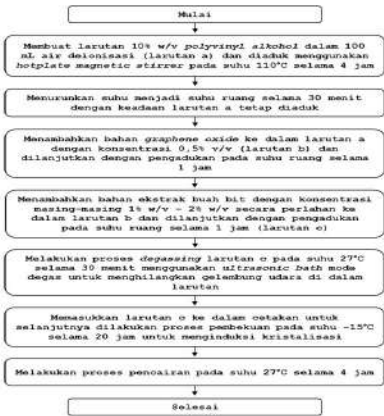 Mulai
Membuat larutan 10% w/v polyvinyl alkohol dalam 100
mL air deionisasi (larutan a) dan diaduk menggunakan
hotplate magnetic stirrer pada suhu 110°C selama 4 jam
Menurunkan suhu menjadi suhu ruang selama 30 menit
dengan keadaan larutan a tetap diaduk
Menambahkan bahan graphene oxide ke dalam larutan a
dengan konsentrasi 0,5% v/v (larutan b) dan
dilanjutkan dengan pengadukan pada suhu ruang selama
1 jam
Menambahkan bahan ekstrak buah bit dengan konsentrasi
masing-masing 1% w/v - 2% w/v secara perlahan ke
dalam larutan b dan dilanjutkan dengan pengadukan
pada suhu ruang selama 1 jam (larutan c)
Melakukan proses degassing larutan c pada suhu 27°C
selama 30 menit menggunakan ultrasonic bath mode
degas untuk menghilangkan gelembung udara di dalam
larutan
Memasukkan larutan c ke dalam cetakan untuk
selanjutnya dilakukan proses pembekuan pada suhu -15°C
selama 20 jam untuk menginduksi kristalisasi
Melakukan proses pencairan pada suhu 27°C selama 4 jam
Selesai